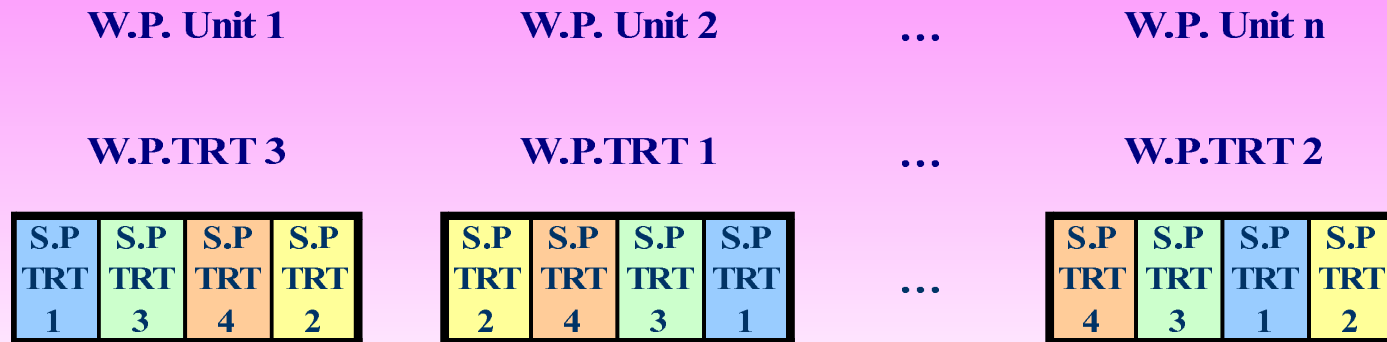 W.P. Unit 1 W.P. Unit 2 ... W.P. Unit n
W.P.TRT 3 W.P.TRT 1 ... W.P.TRT 2
S.P S.P S.P S.P S.P S.P S.P S.P S.P S.P S.P S.P
TRT TRT TRT TRT TRT TRT TRT TRT ... TRT TRT TRT TRT
1 3 4 2 2 4 3 1 4 3 1 2